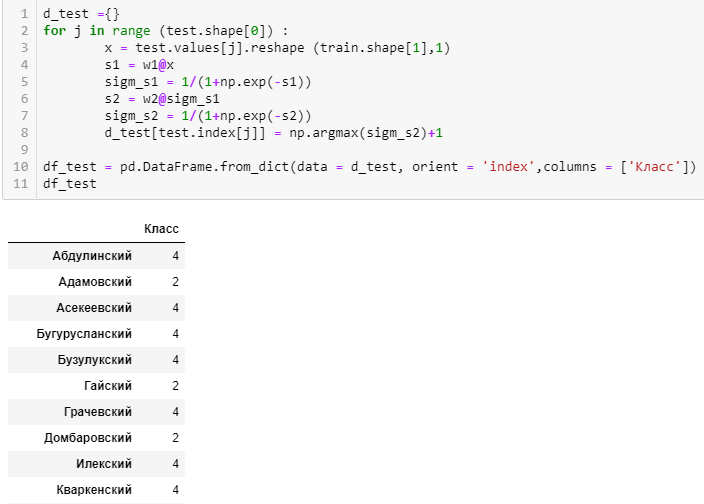 1 d_test ={}
2 for j in range (test.shape[0]) :
3         x = test.values[j].reshape (train.shape[1],1)
4         s1 = w1@x
5         sigm_s1 = 1/(1+np.exp(-s1))
6         s2 = w2@sigm_s1
7         sigm_s2 = 1/(1+np.exp(-s2))
8         d_test[test.index[j]] = np.argmax(sigm_s2)+1
9
10 df_test = pd.DataFrame.from_dict(data = d_test, orient = 'index',columns = ['Класс'])
11 df_test
Класс
Абдулинский 4
Адамовский 2
Асекеевский 4
Бугурусланский 4
Бузулукский 4
Гайский 2
Грачевский 4
Домбаровский 2
Илекский 4
Кваркенский 4